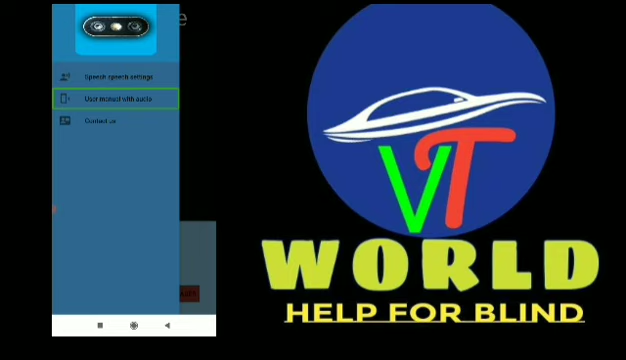 Speech speech settings
User manual with audio
Contact us
VT
WORLD
HELP FOR BLIND